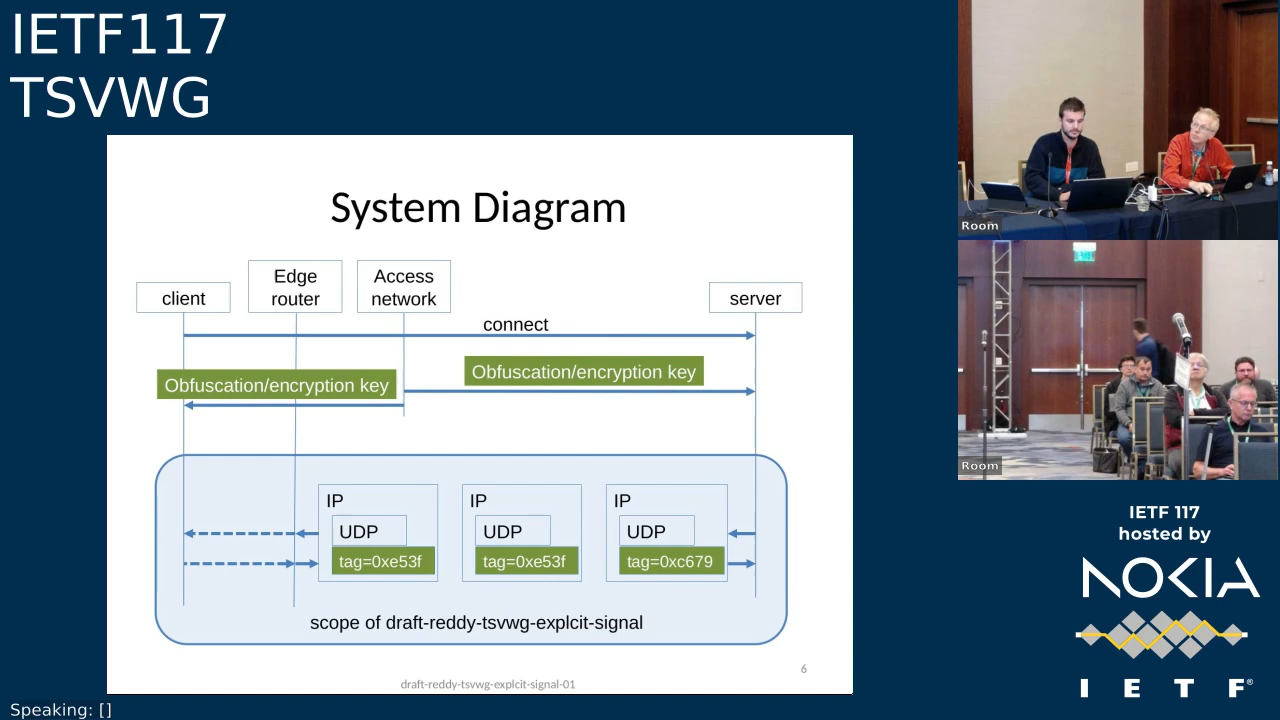 IETF117
TSVWG
System Diagram
client
Edge
router
Access
network
server
connect
Obfuscation/encryption key
Obfuscation/encryption key
IP
UDP
tag=0xe53f
IP
UDP
tag=0xe53f
IP
UDP
tag=0xc679
scope of draft-reddy-tsvwg-explcit-signal
6
draft-reddy-tsvwg-explcit-signal-01
Speaking: []
Room
Room
IETF 117
hosted by
NOKIA
I E T F®